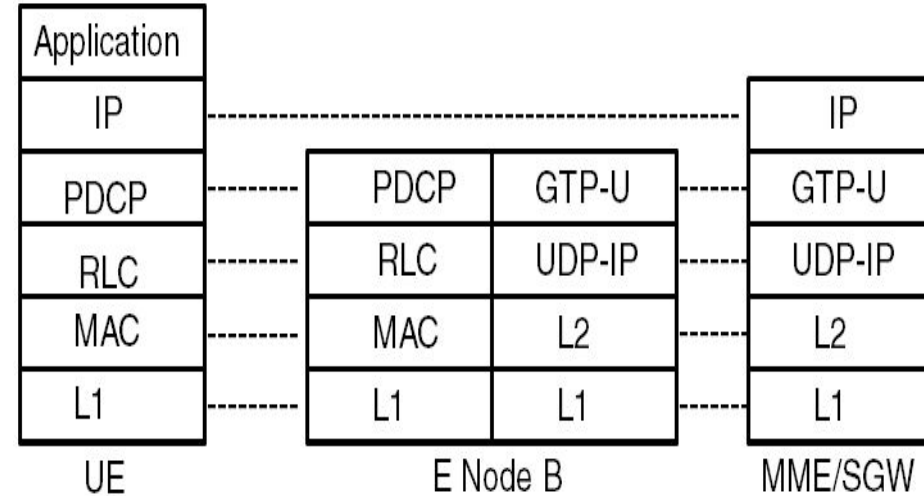 Application
IP
IP
PDCP
PDCP
GTP-U
GTP-U
RLC
RLC
UDP-IP
UDP-IP
MAC
MAC
L2
L2
L1
L1
L1
L1
UE
E Node B
MME/SGW